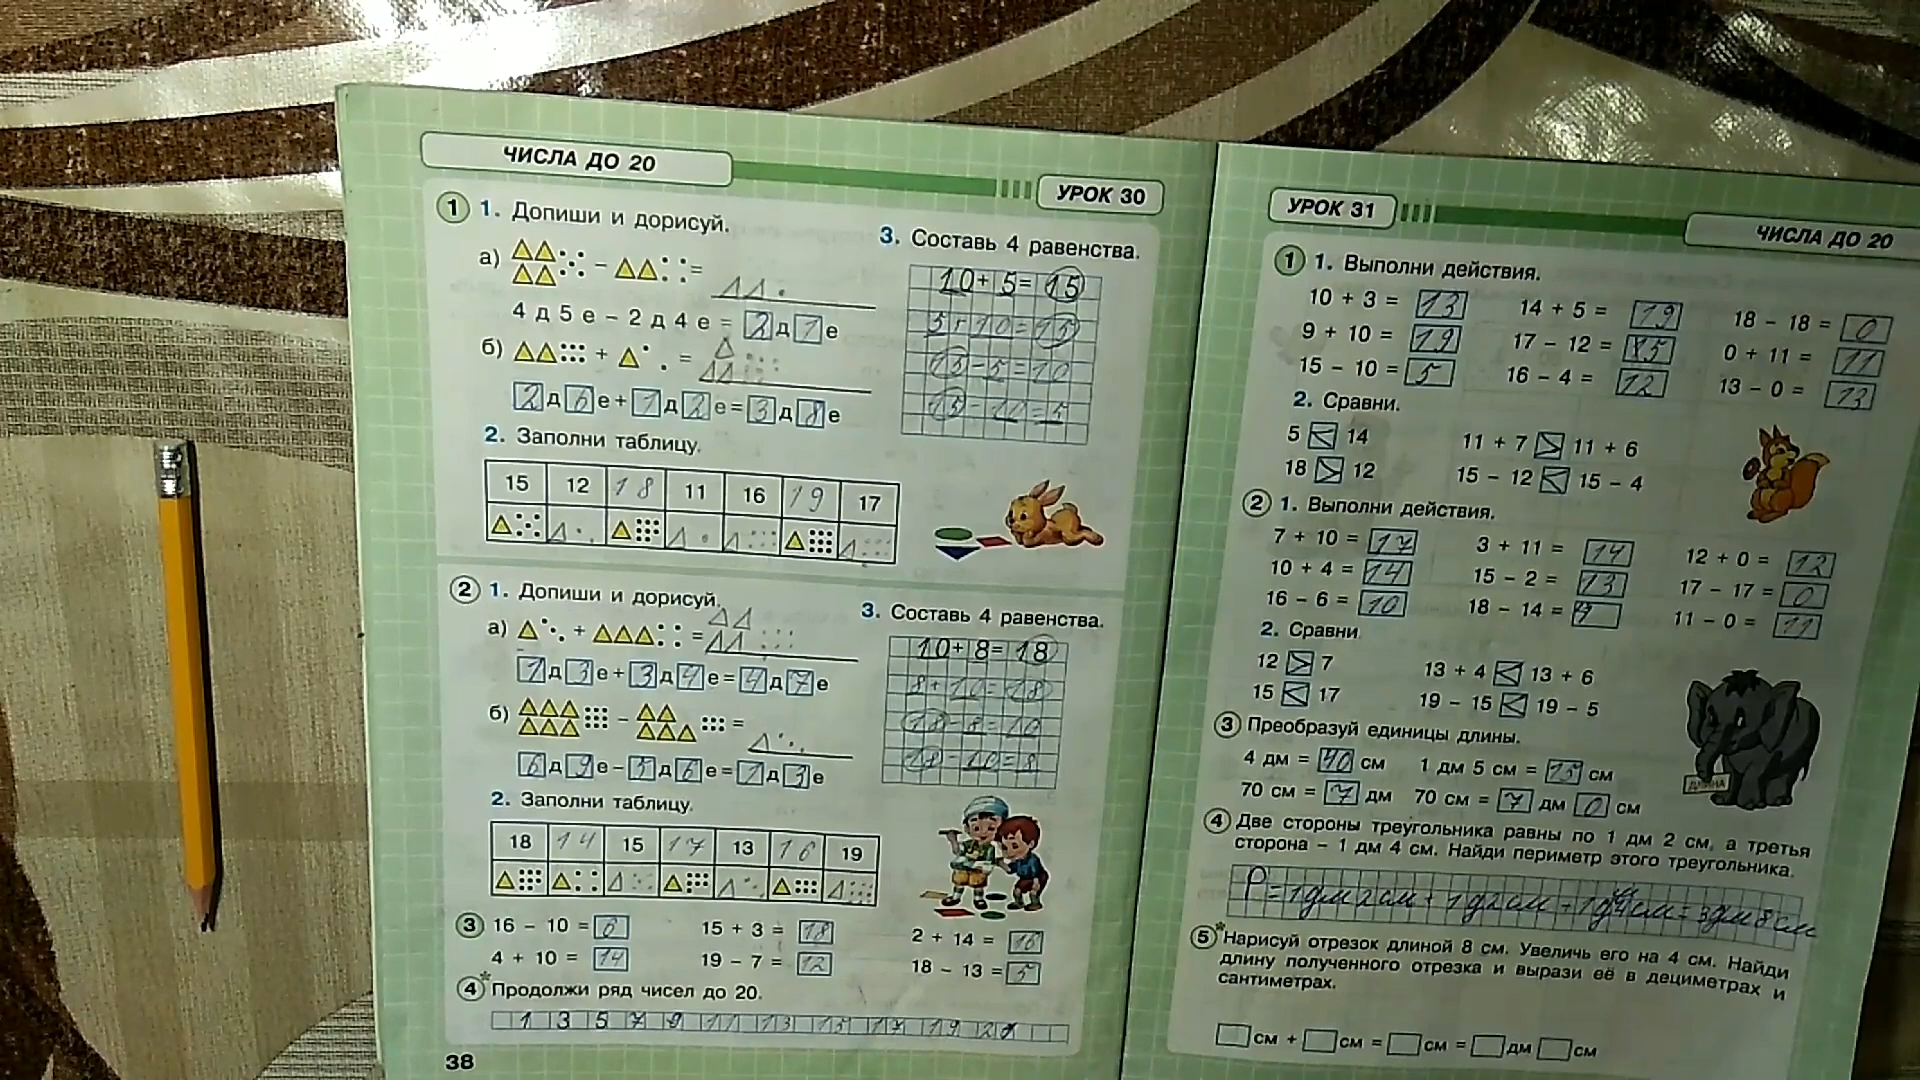 ЧИСЛА ДО 20
УРОК 30
1 1. Допиши и дорисуй.
а) – =
4 д 5 е – 2 д 4 е = 2 д 1 е
б) + =
2 д 6 е + 1 д 2 е = 3 д 8 е
2. Заполни таблицу.
15 12 18 11 16 19 17
3. Составь 4 равенства.
10 + 5 = 15
5 + 10 = 15
15 – 5 = 10
15 – 10 = 5
2 1. Допиши и дорисуй.
а) + =
1 д 3 е + 3 д 4 е = 4 д 7 е
б) – =
6 д 9 е – 5 д 6 е = 1 д 3 е
2. Заполни таблицу.
18 14 15 17 13 16 19
3. Составь 4 равенства.
10 + 8 = 18
8 + 10 = 18
18 – 8 = 10
18 – 10 = 8
3 16 – 10 = 6 15 + 3 = 18 2 + 14 = 16
4 + 10 = 14 19 – 7 = 12 18 – 13 = 5
4* Продолжи ряд чисел до 20.
1 3 5 7 9 11 13 15 17 19 21
38
УРОК 31
ЧИСЛА ДО 20
1 1. Выполни действия.
10 + 3 = 13 14 + 5 = 19 18 – 18 = 0
9 + 10 = 19 17 – 12 = 5 0 + 11 = 11
15 – 10 = 5 16 – 4 = 12 13 – 0 = 13
2. Сравни.
5 < 14 11 + 7 > 11 + 6
18 > 12 15 – 12 < 15 – 4
2 1. Выполни действия.
7 + 10 = 17 3 + 11 = 14 12 + 0 = 12
10 + 4 = 14 15 – 2 = 13 17 – 17 = 0
16 – 6 = 10 18 – 14 = 4 11 – 0 = 11
2. Сравни
12 > 7 13 + 4 < 13 + 6
15 < 17 19 – 15 < 19 – 5
3 Преобразуй единицы длины.
4 дм = 40 см 1 дм 5 см = 15 см
70 см = 7 дм 70 см = 7 дм 0 см
ДЛИНА
4 Две стороны треугольника равны по 1 дм 2 см, а третья
сторона – 1 дм 4 см. Найди периметр этого треугольника.
P = 1дм 2см + 1д2см + 1д4см = 3дм 8см
5* Нарисуй отрезок длиной 8 см. Увеличь его на 4 см. Найди
длину полученного отрезка и вырази её в дециметрах и
сантиметрах.
см + см = см = дм см